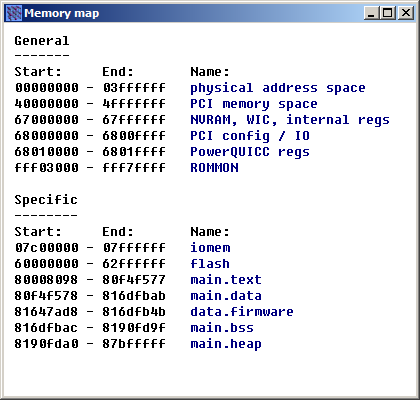 Memory map
General
-------
Start: End: Name:
00000000 - 03ffffff physical address space
40000000 - 4fffffff PCI memory space
67000000 - 67ffffff NVRAM, WIC, internal regs
68000000 - 6800ffff PCI config / IO
68010000 - 6801ffff PowerQUICC regs
fff03000 - fff7ffff ROMMON
Specific
--------
Start: End: Name:
07c00000 - 07ffffff iomem
60000000 - 62ffffff flash
80008098 - 80f4f577 main.text
80f4f578 - 816dfbab main.data
81647ad8 - 816dfb4b data.firmware
816dfbac - 8190fd9f main.bss
8190fda0 - 87bfffff main.heap